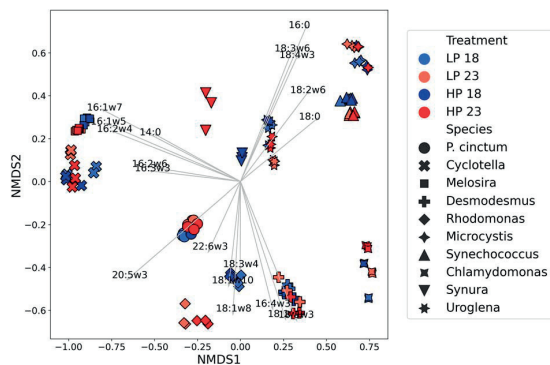 16:0
18:3w6
18:4w3
18:2w6
18:0
16:1w7
16:1w5
16:2w4
14:0
16:2w6
16:3w3
22:6w3
20:5w3
18:3w4
18:1w8
16:4w3
0.6
0.4
0.2
0.0
−0.2
−0.4
−0.6
NMDS2
−1.00
−0.75
−0.50
−0.25
0.00
0.25
0.50
0.75
NMDS1
Treatment
LP 18
LP 23
HP 18
HP 23
Species
P. cinctum
Cyclotella
Melosira
Desmodesmus
Rhodomonas
Microcystis
Synechococus
Chlamydomonas
Synura
Uroglena